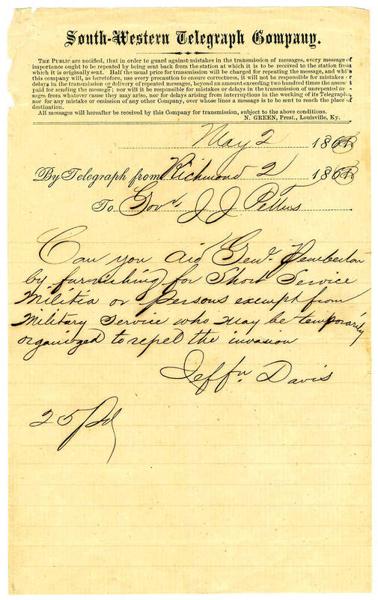 South-Western Telegraph Company.
THE PUBLIC are notified, that in order to guard against mistakes in the transmission of messages, every message of
importance ought to be repeated by being sent back from the station at which it is to be received to the station from
which it is originally sent. Half the usual price for transmission will be charged for repeating the message, and while
this company will, as heretofore, use every precaution to ensure correctness, it will not be responsible for mistakes or
delays in the transmission or delivery of repeated messages, beyond an amount exceeding two hundred times the amount
paid for sending the message; nor will it be responsible for mistakes or delays in the transmission of unrepeated mes-
sages from whatever cause they may arise, nor for delays arising from interruptions in the working of its Telegraph,
nor for any mistake or omission of any other Company, over whose lines a message is to be sent to reach the place of
destination.
All messages will hereafter be received by this Company for transmission, subject to the above conditions.
N. GREEN, Prest., Louisville, Ky.
May 2 186
By Telegraph from Richmond 2 186
To Govr J J Pettus
Can you aid Genl Pemberton
by furnishing for Short Service
Militia or persons exempt from
Military Service who may be temporarily
organized to repel the invasion
Jeffn Davis
25 Pd